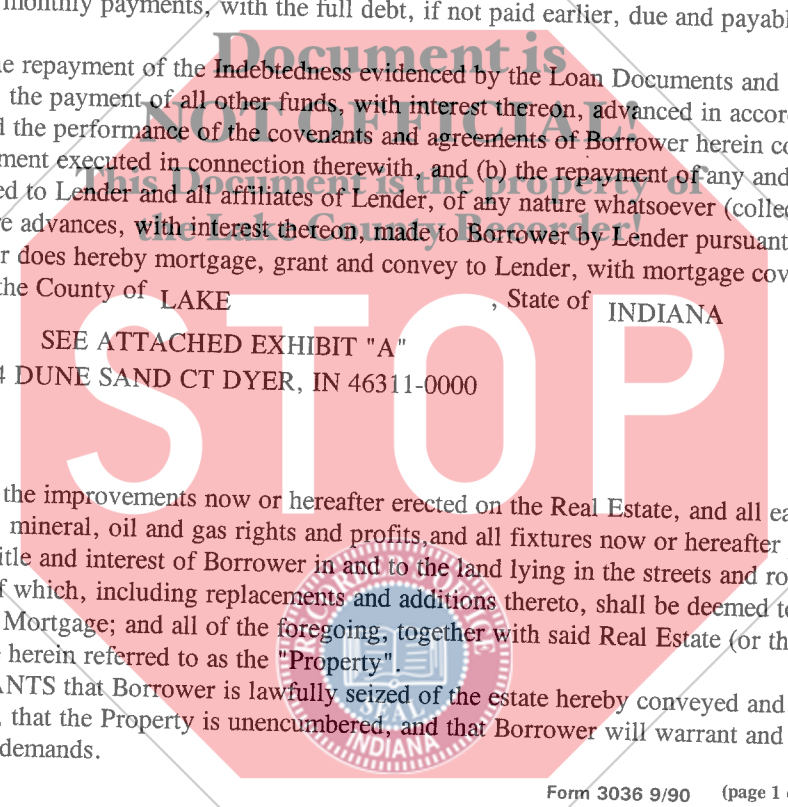 monthly payments, with the full debt, if not paid earlier, due and payabl
Document is
e repayment of the Indebtedness evidenced by the Loan Documents and
the payment of all other funds, with interest thereon, advanced in accor
NOT OFFICIAL!
the performance of the covenants and agreements of Borrower herein co
ment executed in connection therewith, and (b) the repayment of any and
This Document is the property of
ed to Lender and all affiliates of Lender, of any nature whatsoever (collec
e advances, with interest thereon, made to Borrower by Lender pursuant
the Lake County Recorder!
r does hereby mortgage, grant and convey to Lender, with mortgage cov
the County of LAKE , State of INDIANA
STOP
SEE ATTACHED EXHIBIT "A"
4 DUNE SAND CT DYER, IN 46311-0000
the improvements now or hereafter erected on the Real Estate, and all ea
mineral, oil and gas rights and profits,and all fixtures now or hereafter
itle and interest of Borrower in and to the land lying in the streets and ro
f which, including replacements and additions thereto, shall be deemed to
Mortgage; and all of the foregoing, together with said Real Estate (or th
herein referred to as the "Property".
ANTS that Borrower is lawfully seized of the estate hereby conveyed and
, that the Property is unencumbered, and that Borrower will warrant and
demands.
SEAL
INDIANA
Form 3036 9/90 (page 1